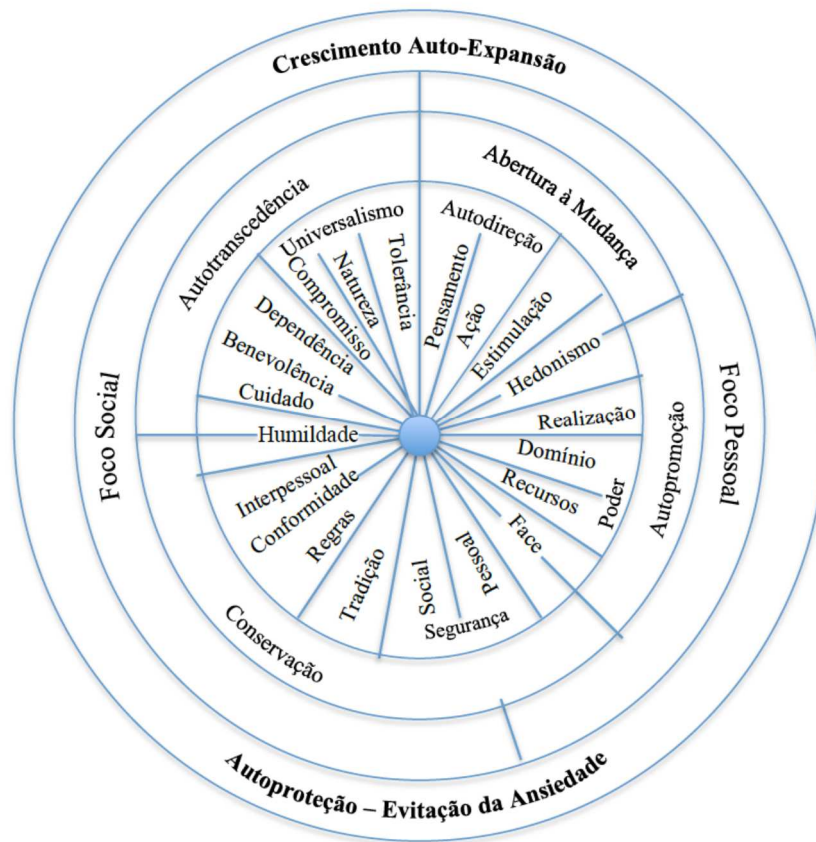 Crescimento Auto-Expansão
Abertura à Mudança
Autotranscedência
Universalismo
Natureza
Tolerância
Compromisso
Dependência
Benevolência
Cuidado
Humildade
Autodireção
Pensamento
Ação
Estimulação
Hedonismo
Realização
Domínio
Recursos
Poder
Face
Autopromoção
Foco Pessoal
Foco Social
Interpessoal
Conformidade
Regras
Tradição
Social
Pessoal
Segurança
Conservação
Autoproteção – Evitação da Ansiedade